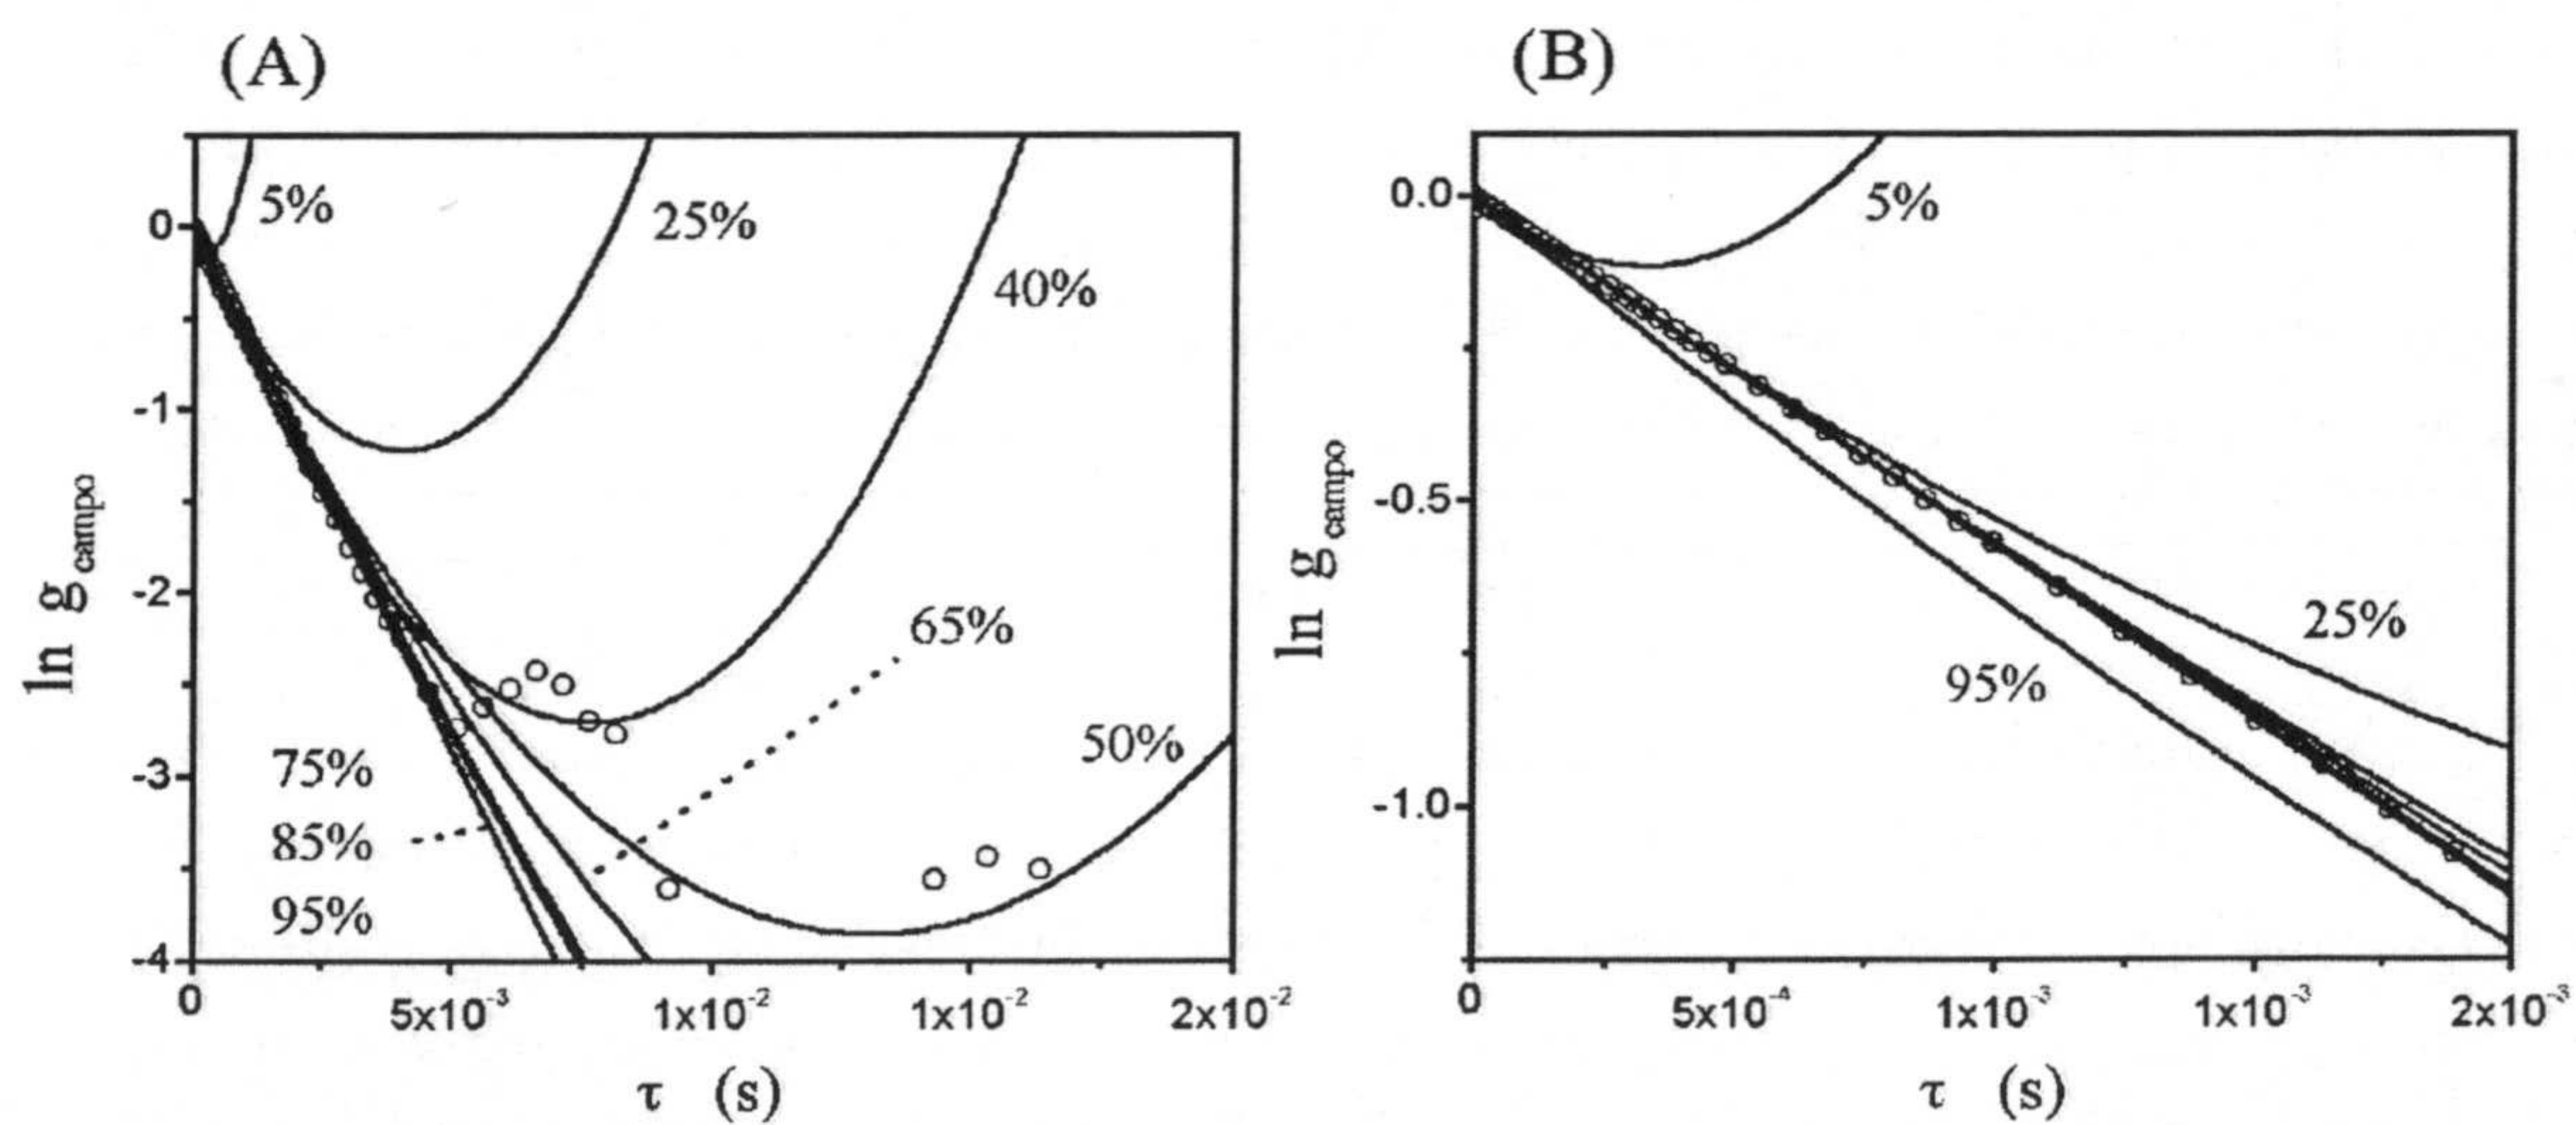 (A)
5%
25%
40%
65%
50%
75%
85%
95%
0
-1
-2
-3
-4
ln g_campo
0
5x10⁻³
1x10⁻²
1x10⁻²
2x10⁻²
τ (s)
(B)
5%
25%
95%
0.0
-0.5
-1.0
ln g_campo
0
5x10⁻⁴
1x10⁻³
1x10⁻³
2x10⁻³
τ (s)